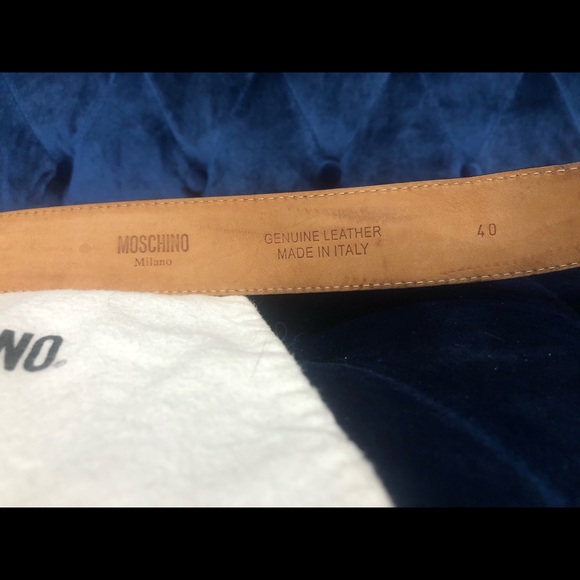 MOSCHINO
Milano
GENUINE LEATHER
MADE IN ITALY
40
NO